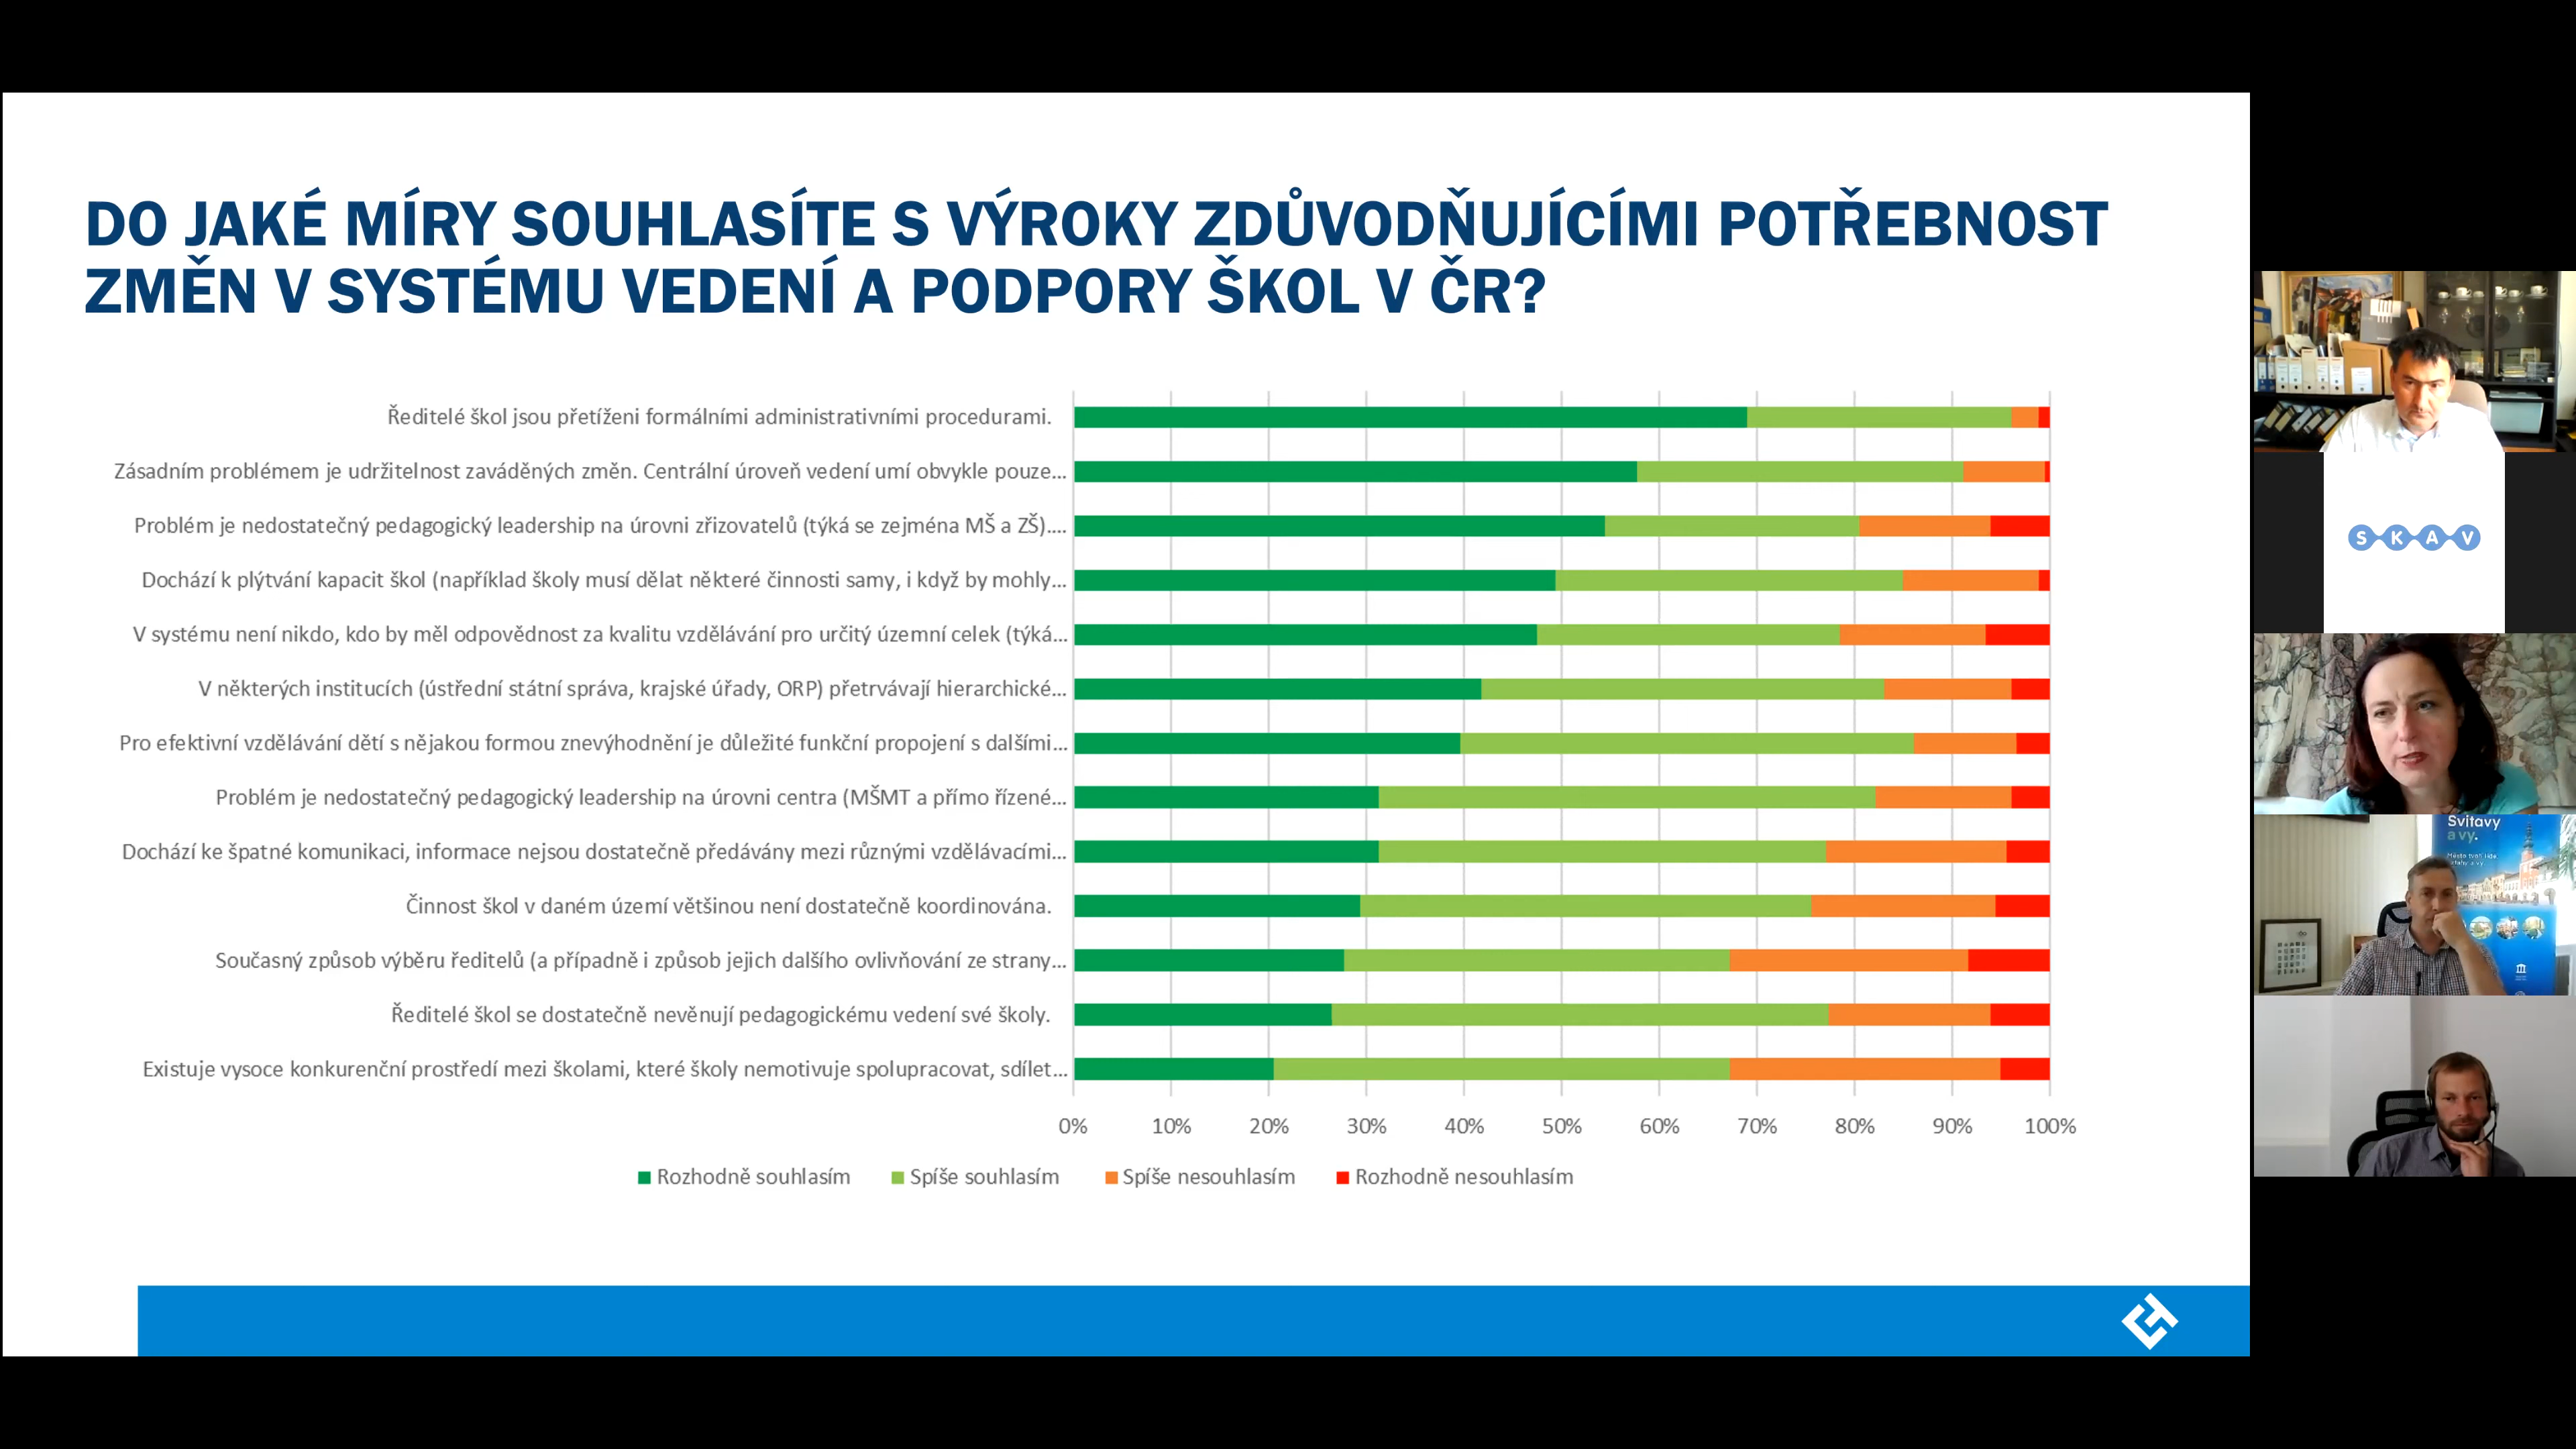 DO JAKÉ MÍRY SOUHLASÍTE S VÝROKY ZDŮVODŇUJÍCÍMI POTŘEBNOST
ZMĚN V SYSTÉMU VEDENÍ A PODPORY ŠKOL V ČR?
Ředitelé škol jsou přetíženi formálními administrativními procedurami.
Zásadním problémem je udržitelnost zaváděných změn. Centrální úroveň vedení umí obvykle pouze...
Problém je nedostatečný pedagogický leadership na úrovni zřizovatelů (týká se zejména MŠ a ZŠ)....
Dochází k plýtvání kapacit škol (například školy musí dělat některé činnosti samy, i když by mohly...
V systému není nikdo, kdo by měl odpovědnost za kvalitu vzdělávání pro určitý územní celek (týká...
V některých institucích (ústřední státní správa, krajské úřady, ORP) přetrvávají hierarchické...
Pro efektivní vzdělávání dětí s nějakou formou znevýhodnění je důležité funkční propojení s dalšími...
Problém je nedostatečný pedagogický leadership na úrovni centra (MŠMT a přímo řízené...
Dochází ke špatné komunikaci, informace nejsou dostatečně předávány mezi různými vzdělávacími...
Činnost škol v daném území většinou není dostatečně koordinována.
Současný způsob výběru ředitelů (a případně i způsob jejich dalšího ovlivňování ze strany...
Ředitelé škol se dostatečně nevěnují pedagogickému vedení své školy.
Existuje vysoce konkurenční prostředí mezi školami, které školy nemotivuje spolupracovat, sdílet...
0% 10% 20% 30% 40% 50% 60% 70% 80% 90% 100%
Rozhodně souhlasím Spíše souhlasím Spíše nesouhlasím Rozhodně nesouhlasím
SKAV
Svitavy
a vy.